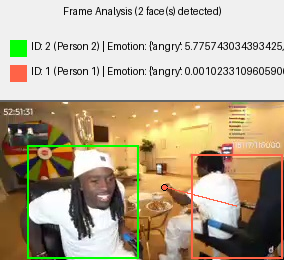 Frame Analysis (2 face(s) detected)
ID: 2 (Person 2) | Emotion: {'angry': 5.775743034393425,
ID: 1 (Person 1) | Emotion: {'angry': 0.0010233109605900
52:51:31